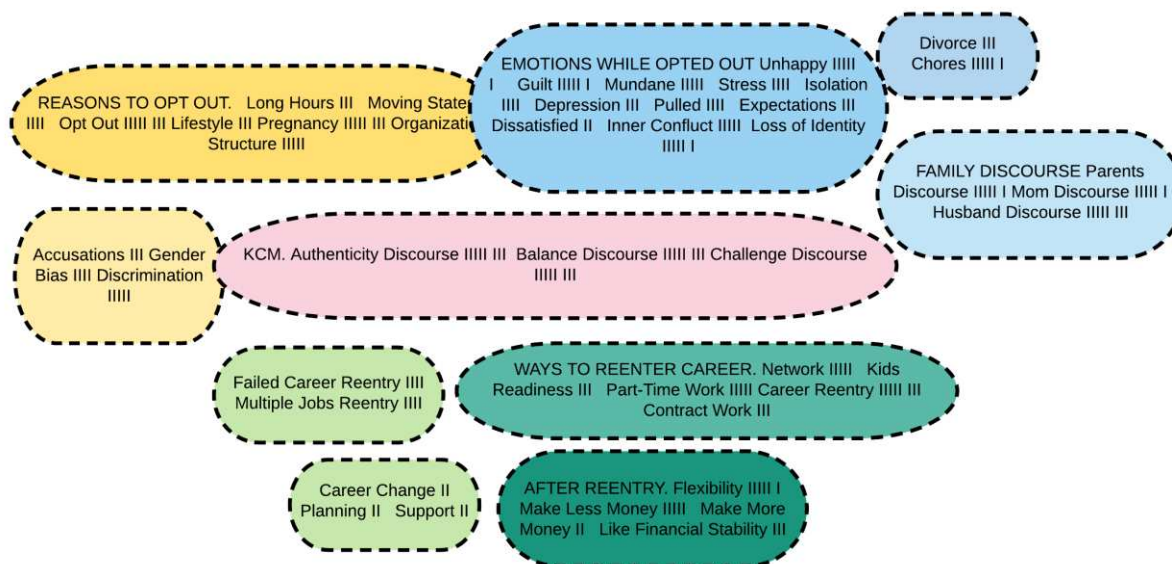 REASONS TO OPT OUT.   Long Hours III   Moving State
IIII   Opt Out IIIII III Lifestyle III Pregnancy IIIII III Organizati
Structure IIIII
EMOTIONS WHILE OPTED OUT Unhappy IIIII
I    Guilt IIIII I    Mundane IIIII    Stress IIII    Isolation
IIII    Depression III    Pulled IIII    Expectations III
Dissatisfied II    Inner Confluct IIIII   Loss of Identity
IIIII I
Divorce III
Chores IIIII I
FAMILY DISCOURSE Parents
Discourse IIIII I Mom Discourse IIIII I
Husband Discourse IIIII III
Accusations III Gender
Bias IIII Discrimination
IIIII
KCM. Authenticity Discourse IIIII III   Balance Discourse IIIII III Challenge Discourse
IIIII III
Failed Career Reentry IIII
Multiple Jobs Reentry IIII
WAYS TO REENTER CAREER. Network IIIII   Kids
Readiness III   Part-Time Work IIIII Career Reentry IIIII III
Contract Work III
Career Change II
Planning II   Support II
AFTER REENTRY. Flexibility IIIII I
Make Less Money IIIII   Make More
Money II   Like Financial Stability III